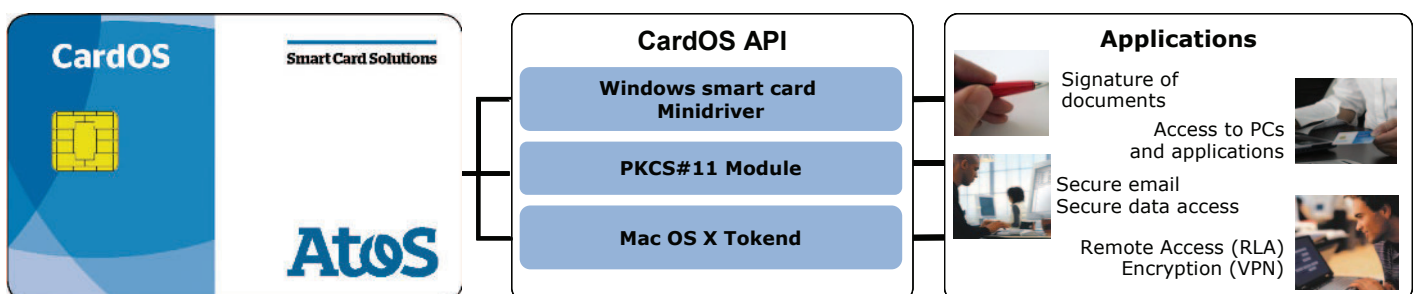 CardOS
Smart Card Solutions
Atos
CardOS API
Windows smart card
Minidriver
PKCS#11 Module
Mac OS X Tokend
Applications
Signature of
documents
Access to PCs
and applications
Secure email
Secure data access
Remote Access (RLA)
Encryption (VPN)